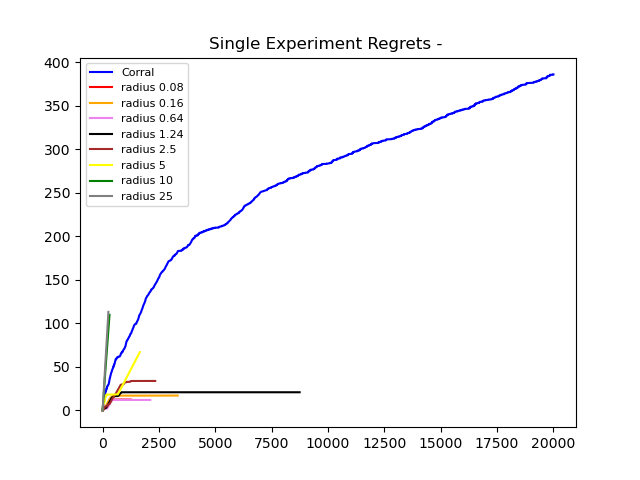 Single Experiment Regrets -
400
350
300
250
200
150
100
50
0
Corral
radius 0.08
radius 0.16
radius 0.64
radius 1.24
radius 2.5
radius 5
radius 10
radius 25
0 2500 5000 7500 10000 12500 15000 17500 20000